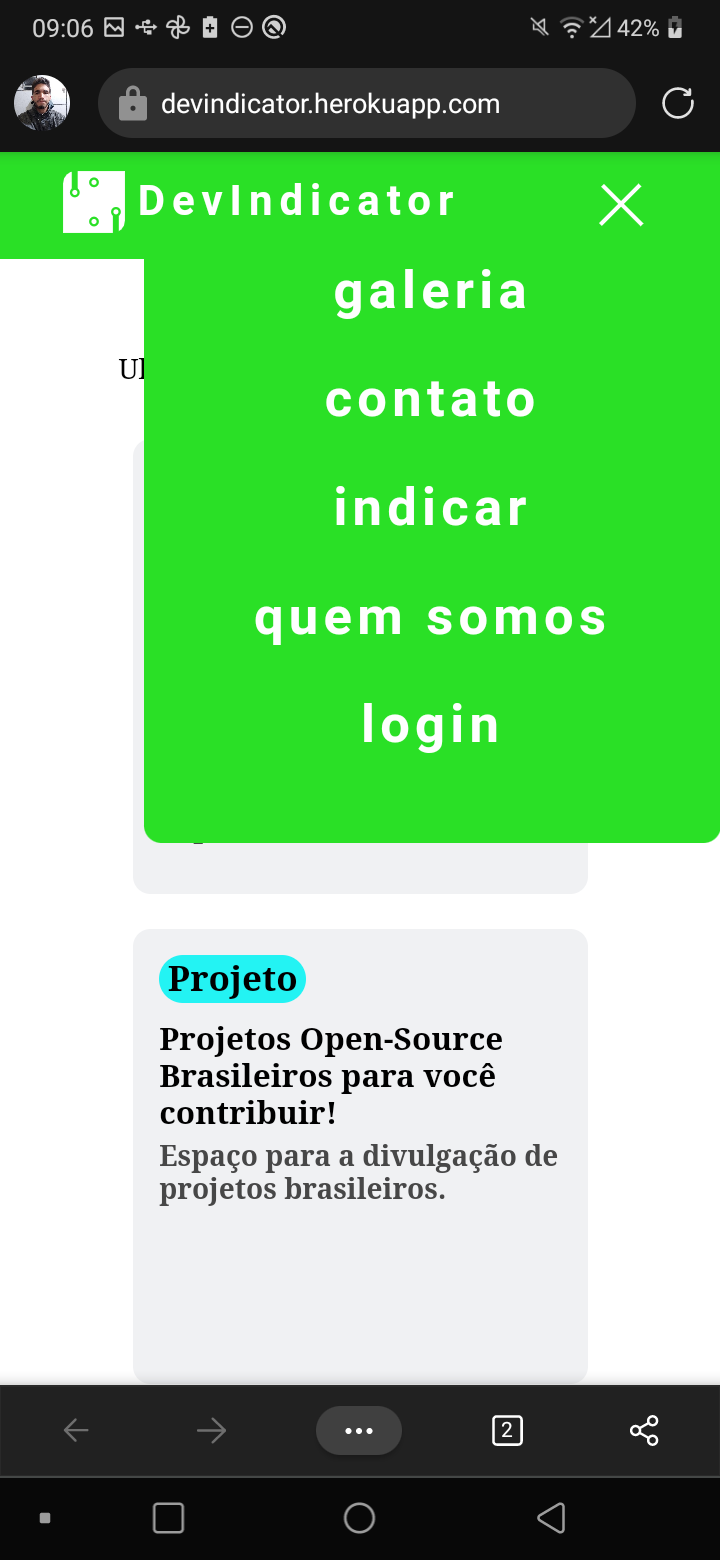 09:06
42%
devindicator.herokuapp.com
DevIndicator
galeria
contato
indicar
quem somos
login
Projeto
Projetos Open-Source
Brasileiros para você
contribuir!
Espaço para a divulgação de
projetos brasileiros.
2